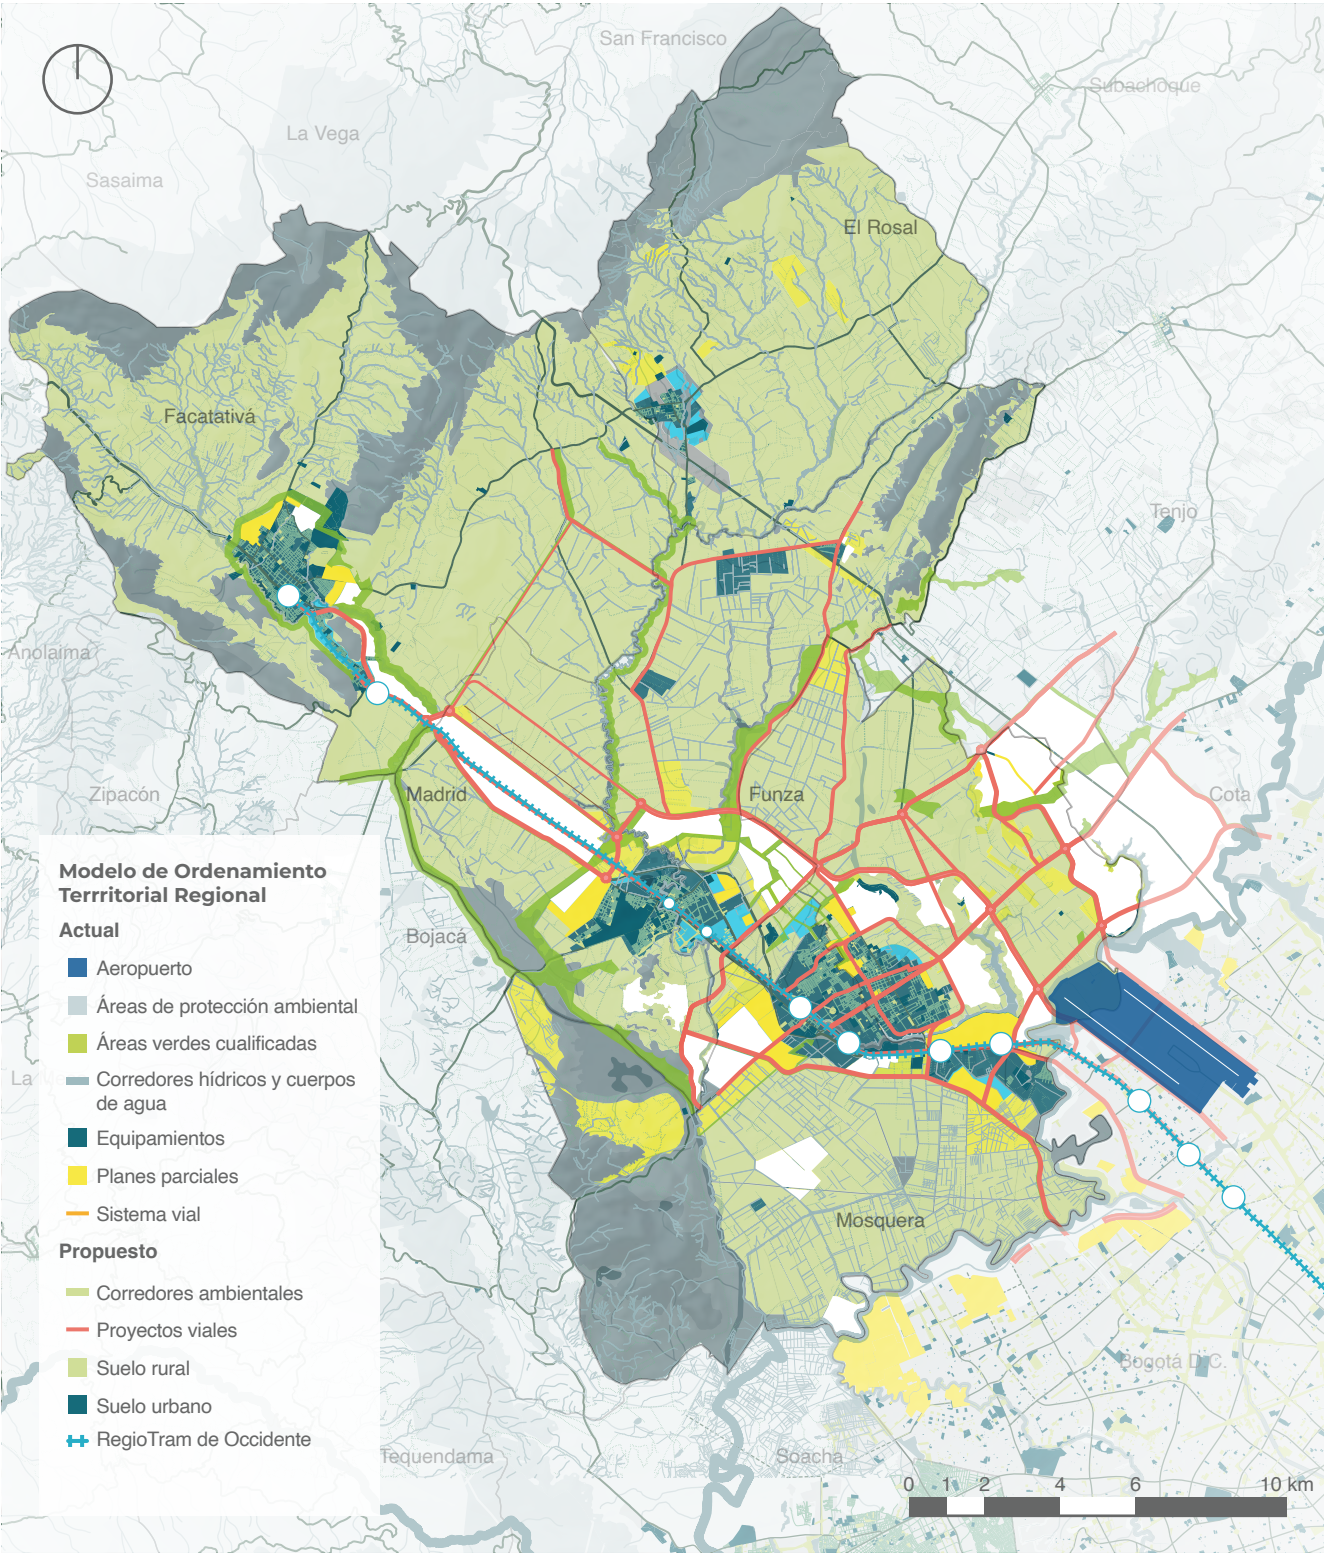 San Francisco
Subachoque
La Vega
Sasaima
El Rosal
Facatativá
Tenjo
Anolaima
Zipacón
Madrid
Funza
Cota
Modelo de Ordenamiento
Terrritorial Regional
Actual
Aeropuerto
Áreas de protección ambiental
Áreas verdes cualificadas
Corredores hídricos y cuerpos
de agua
Equipamientos
Planes parciales
Sistema vial
Propuesto
Corredores ambientales
Proyectos viales
Suelo rural
Suelo urbano
RegioTram de Occidente
Bojacá
La
Mosquera
Bogotá D.C.
Tequendama
Soacha
0 1 2 4 6 10 km